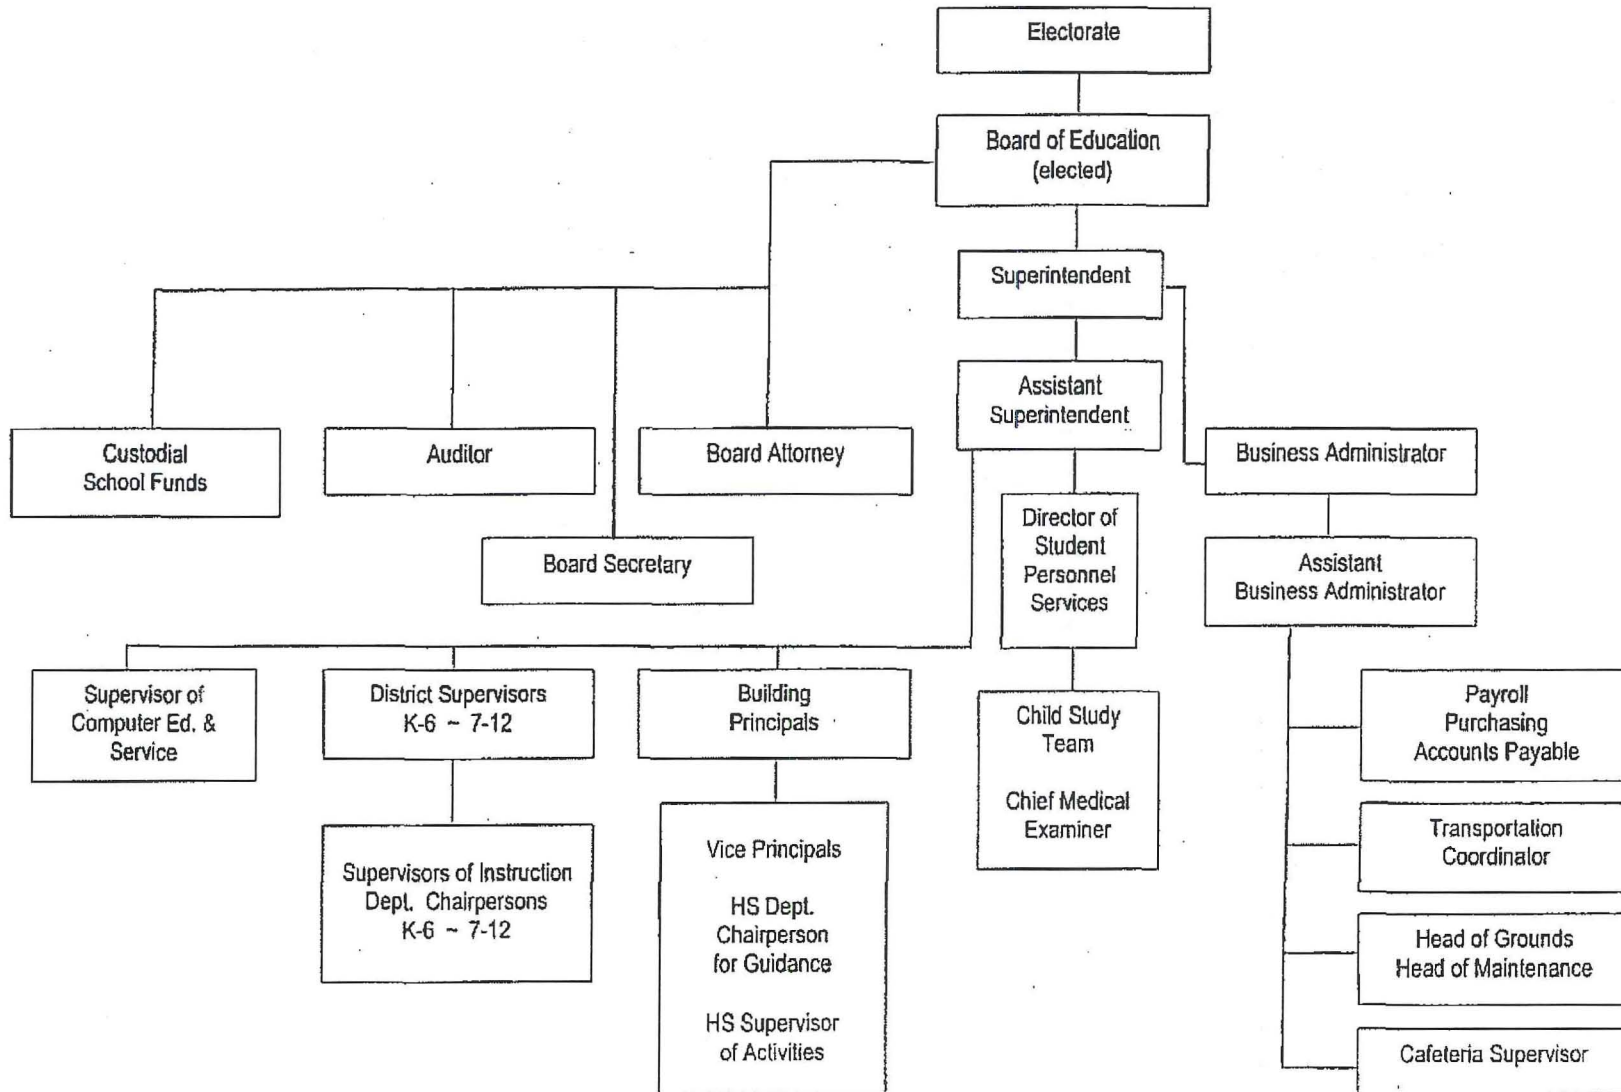 Electorate
Board of Education
(elected)
Superintendent
Assistant
Superintendent
Custodial
School Funds
Auditor
Board Attorney
Business Administrator
Board Secretary
Director of
Student
Personnel
Services
Assistant
Business Administrator
Supervisor of
Computer Ed. &
Service
District Supervisors
K-6 ~ 7-12
Building
Principals
Child Study
Team
Chief Medical
Examiner
Payroll
Purchasing
Accounts Payable
Supervisors of Instruction
Dept. Chairpersons
K-6 ~ 7-12
Vice Principals
HS Dept.
Chairperson
for Guidance
HS Supervisor
of Activities
Transportation
Coordinator
Head of Grounds
Head of Maintenance
Cafeteria Supervisor